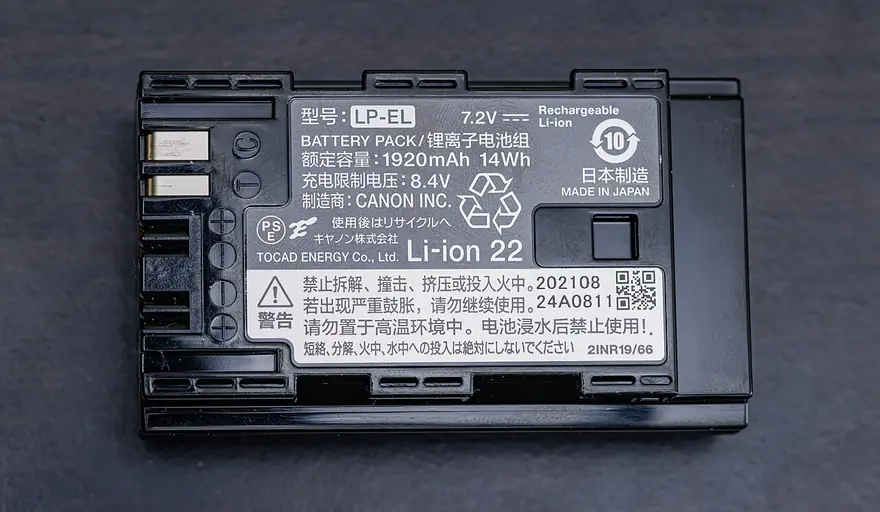 型号: LP-EL 7.2V⎓ Rechargeable Li-ion
BATTERY PACK/锂离子电池组
额定容量:1920mAh 14Wh
充电限制电压:8.4V
制造商:CANON INC.
10
日本制造
MADE IN JAPAN
C
T
PS
E
使用後はリサイクルへ
キヤノン株式会社
TOCAD ENERGY Co., Ltd. Li-ion 22
警告
禁止拆解、撞击、挤压或投入火中。202108
若出现严重鼓胀，请勿继续使用。24A0811
请勿置于高温环境中。电池浸水后禁止使用!.
短絡、分解、火中、水中への投入は絶対にしないでください 2INR19/66